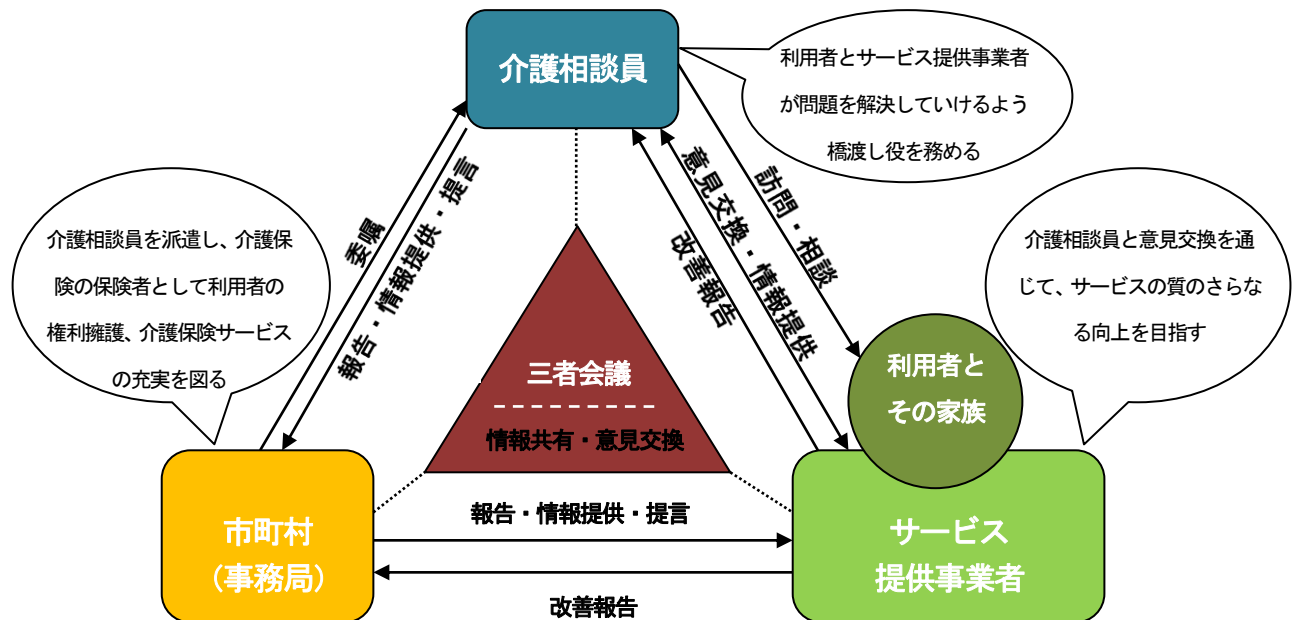 介護相談員
利用者とサービス提供事業者
が問題を解決していけるよう
橋渡し役を務める
委嘱
報告・情報提供・提言
訪問・相談
意見交換・情報提供
改善報告
介護相談員を派遣し、介護保
険の保険者として利用者の
権利擁護、介護保険サービス
の充実を図る
介護相談員と意見交換を通
じて、サービスの質のさらな
る向上を目指す
三者会議
情報共有・意見交換
利用者と
その家族
市町村
（事務局）
報告・情報提供・提言
改善報告
サービス
提供事業者